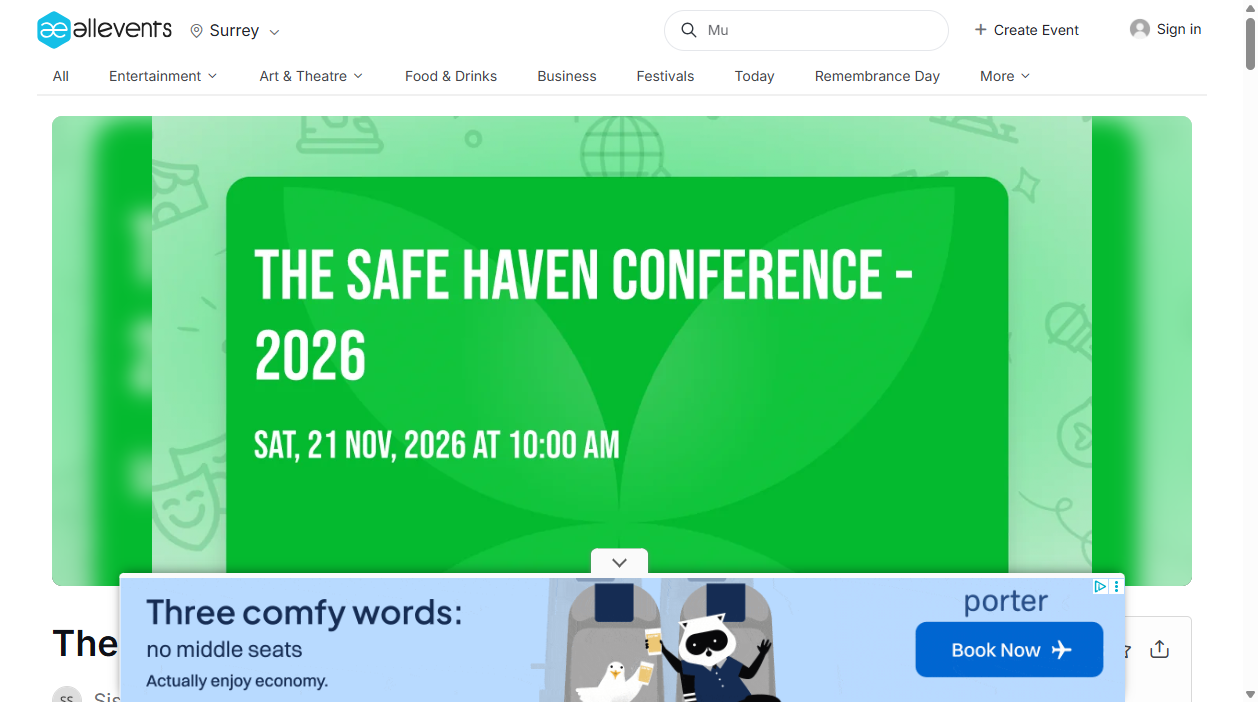 allevents
Surrey
Mu
Create Event
Sign in
All
Entertainment
Art & Theatre
Food & Drinks
Business
Festivals
Today
Remembrance Day
More
THE SAFE HAVEN CONFERENCE -
2026
SAT, 21 NOV, 2026 AT 10:00 AM
Three comfy words:
no middle seats
Actually enjoy economy.
porter
Book Now
The
SS
Sis